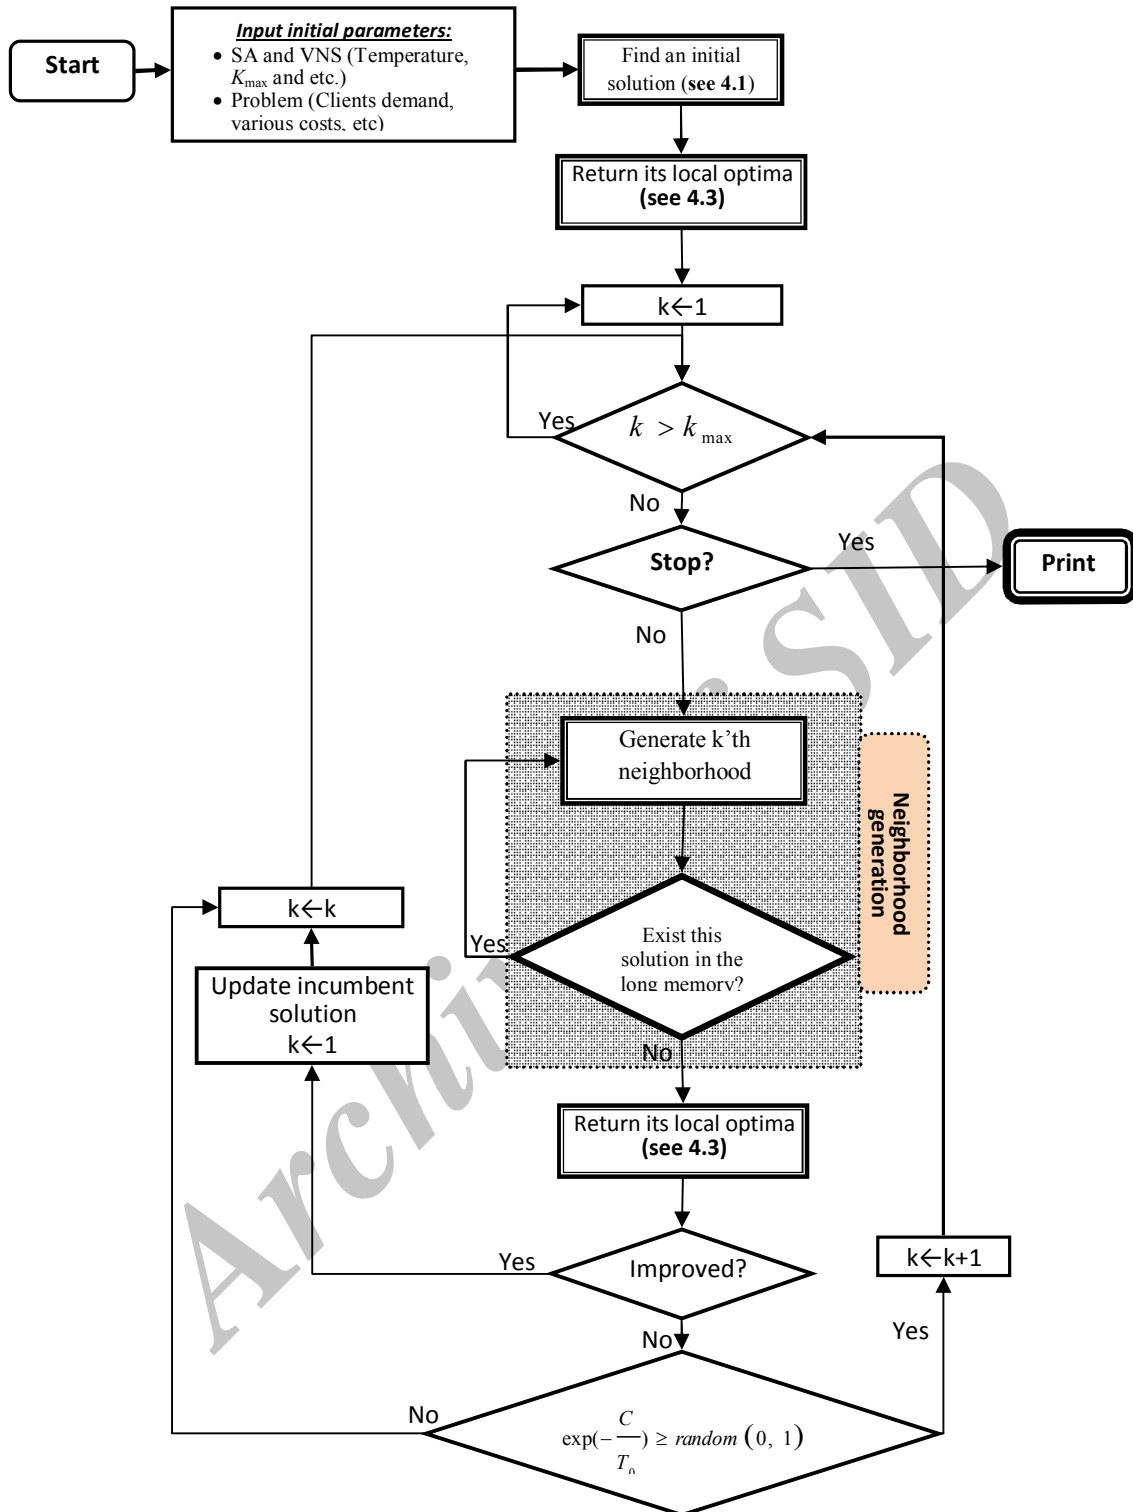 Start
Input initial parameters:
• SA and VNS (Temperature,
Kmax and etc.)
• Problem (Clients demand,
various costs, etc)
Find an initial
solution (see 4.1)
Return its local optima
(see 4.3)
k←1
Yes
k > k max
No
Stop?
Yes
Print
No
Generate k'th
neighborhood
Neighborhood
generation
k←k
Yes
Exist this
solution in the
long memory?
Update incumbent
solution
k←1
No
Return its local optima
(see 4.3)
Yes
Improved?
k←k+1
No
Yes
No
exp(-C/T0) ≥ random (0, 1)
SID